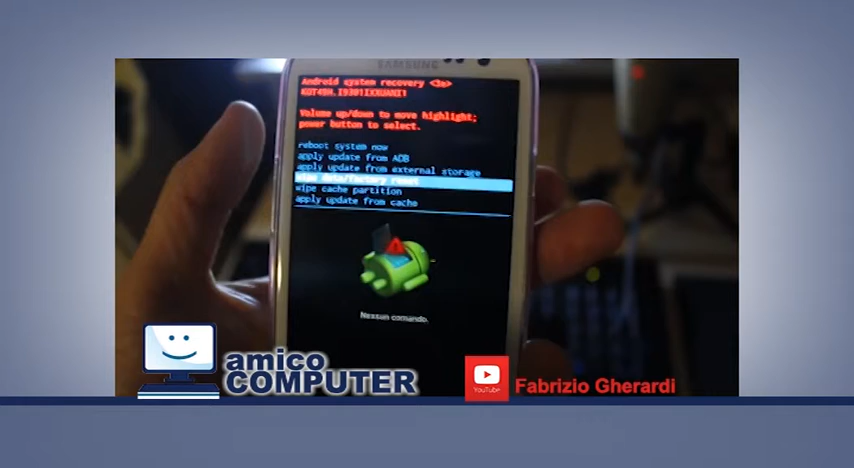 SAMSUNG
Android system recovery <3e>
KOT49H.I9301IXXUANI1
Volume up/down to move highlight;
power button to select.
reboot system now
apply update from ADB
apply update from external storage
wipe data/factory reset
wipe cache partition
apply update from cache
Nessun comando.
amico
COMPUTER
YouTube
Fabrizio Gherardi